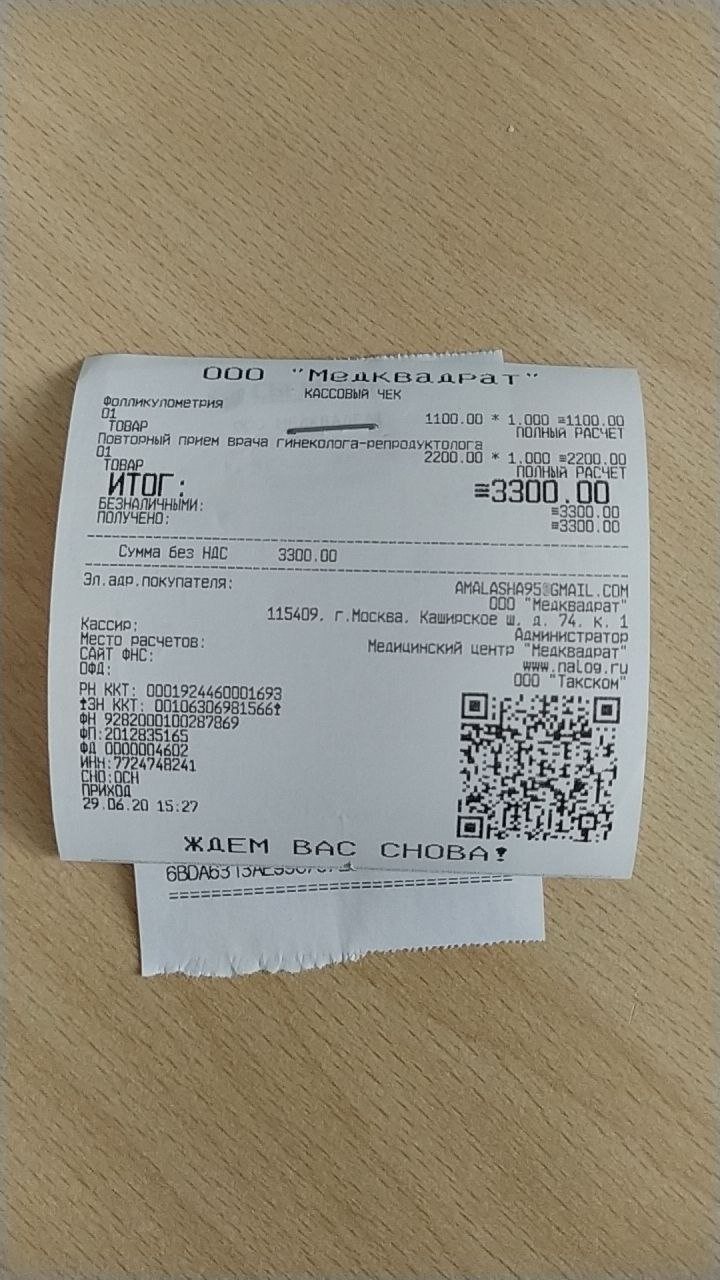 ООО "Медквадрат"
КАССОВЫЙ ЧЕК
Фолликулометрия
01 1100.00 * 1.000 ≡1100.00
ТОВАР ПОЛНЫЙ РАСЧЕТ
Повторный прием врача гинеколога-репродуктолога
01 2200.00 * 1.000 ≡2200.00
ТОВАР ПОЛНЫЙ РАСЧЕТ
ИТОГ: ≡3300.00
БЕЗНАЛИЧНЫМИ: ≡3300.00
ПОЛУЧЕНО: ≡3300.00
Сумма без НДС 3300.00
Эл.адр.покупателя: AMALASHA95@GMAIL.COM
ООО "Медквадрат"
115409, г.Москва, Каширское ш, д. 74, к. 1
Кассир: Администратор
Место расчетов: Медицинский центр "Медквадрат"
САЙТ ФНС: www.nalog.ru
ОФД: ООО "Такском"
РН ККТ: 0001924460001693
ЗН ККТ: 00106306981566
ФН 9282000100287869
ФП:2012835165
ФД 0000004602
ИНН:7724748241
СНО:ОСН
ПРИХОД
29.06.20 15:27
ЖДЕМ ВАС СНОВА!